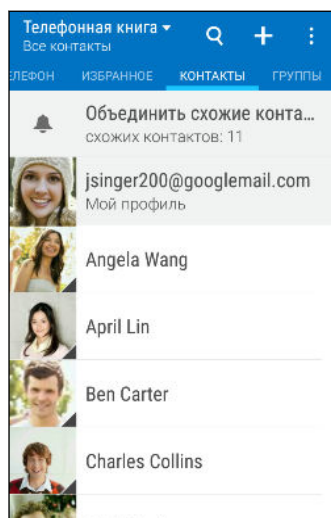 Телефонная книга
Все контакты
ЛЕФОН ИЗБРАННОЕ КОНТАКТЫ ГРУППЫ
Объединить схожие конта...
схожих контактов: 11
jsinger200@googlemail.com
Мой профиль
Angela Wang
April Lin
Ben Carter
Charles Collins